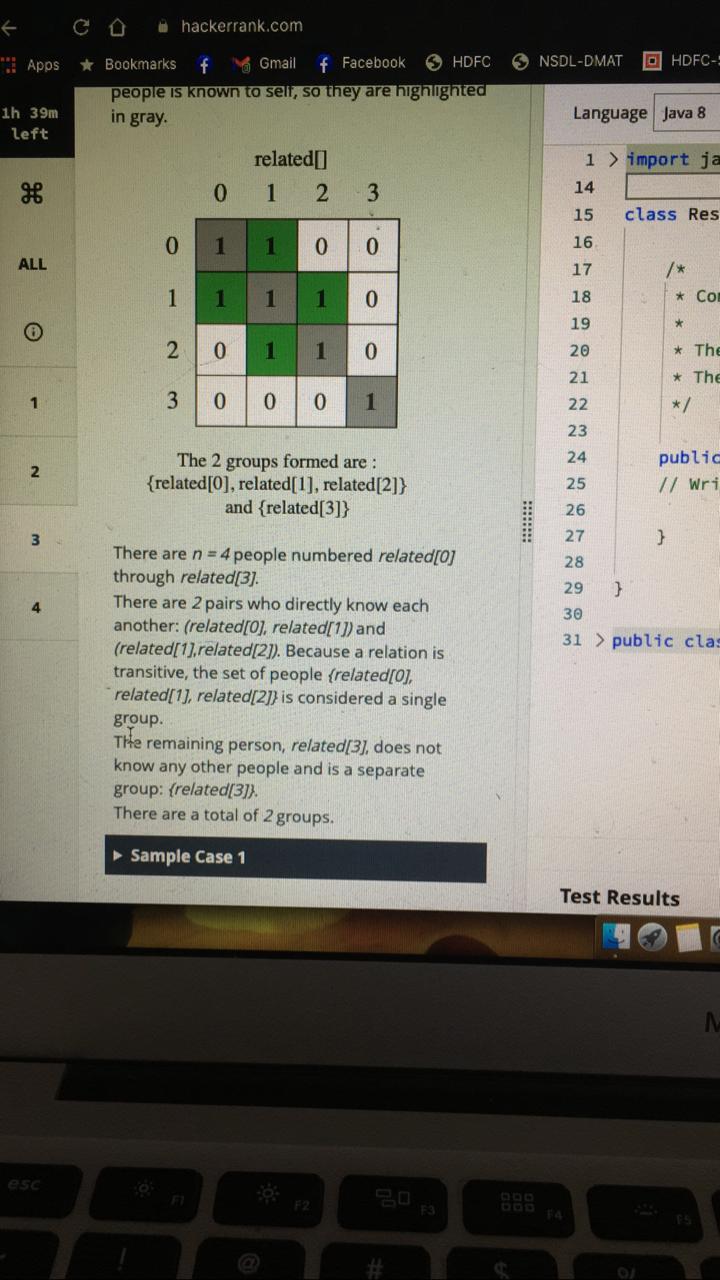 hackerrank.com
Apps Bookmarks Gmail Facebook HDFC NSDL-DMAT
1h 39m
left
ALL
1
2
3
4
people is known to self, so they are highlighted
in gray.
related[]
0 1 2 3
0 1 1 0 0
1 1 1 1 0
2 0 1 1 0
3 0 0 0 1
The 2 groups formed are :
{related[0], related[1], related[2]}
and {related[3]}
There are n = 4 people numbered related[0]
through related[3].
There are 2 pairs who directly know each
another: (related[0], related[1]) and
(related[1],related[2]). Because a relation is
transitive, the set of people {related[0],
related[1], related[2]} is considered a single
group.
The remaining person, related[3], does not
know any other people and is a separate
group: {related[3]}.
There are a total of 2 groups.
Sample Case 1
Language Java 8
1 import ja
14
15 class Res
16
17 /*
18 * Co
19 *
20 * The
21 * The
22 */
23
24 public
25 // Wri
26
27 }
28
29 }
30
31 public clas
Test Results
M
esc F1 F2 F3 F4 F5
! @ # $ %